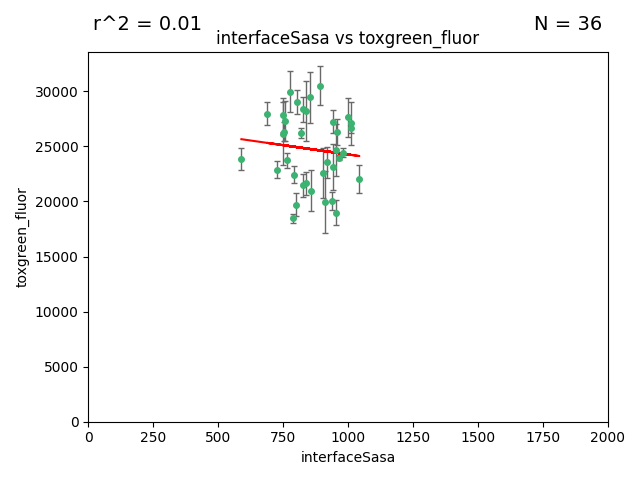 r^2 = 0.01
N = 36
interfaceSasa vs toxgreen_fluor
toxgreen_fluor
30000
25000
20000
15000
10000
5000
0
0 250 500 750 1000 1250 1500 1750 2000
interfaceSasa